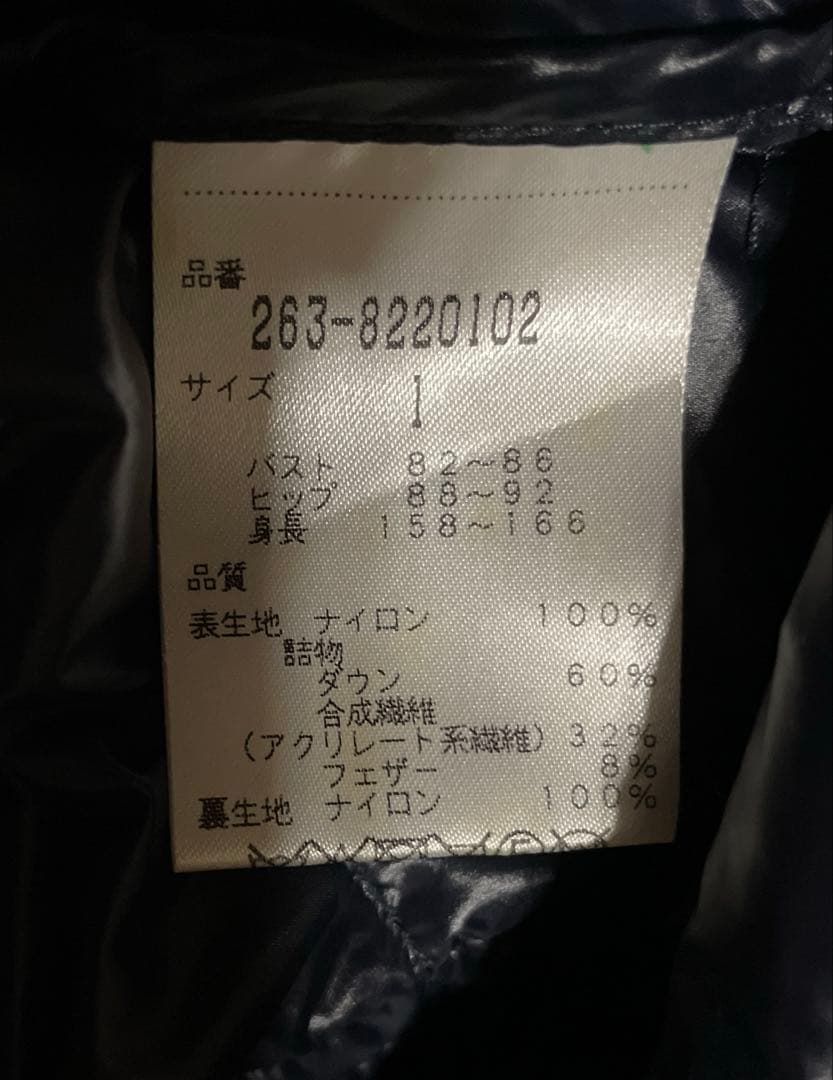 品番
263-8220102
サイズ 1
バスト 82～86
ヒップ 88～92
身長 158～166
品質
表生地 ナイロン 100%
詰物
ダウン 60%
合成繊維
(アクリレート系繊維) 32%
フェザー 8%
裏生地 ナイロン 100%